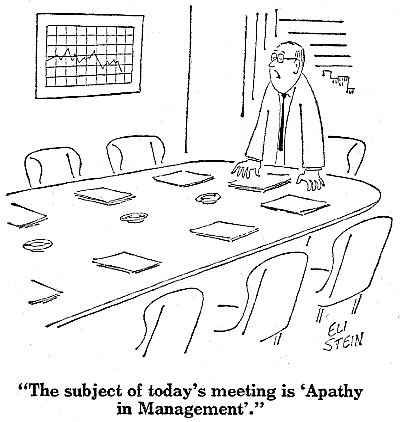 ELI
STEIN
“The subject of today’s meeting is ‘Apathy
in Management’.”